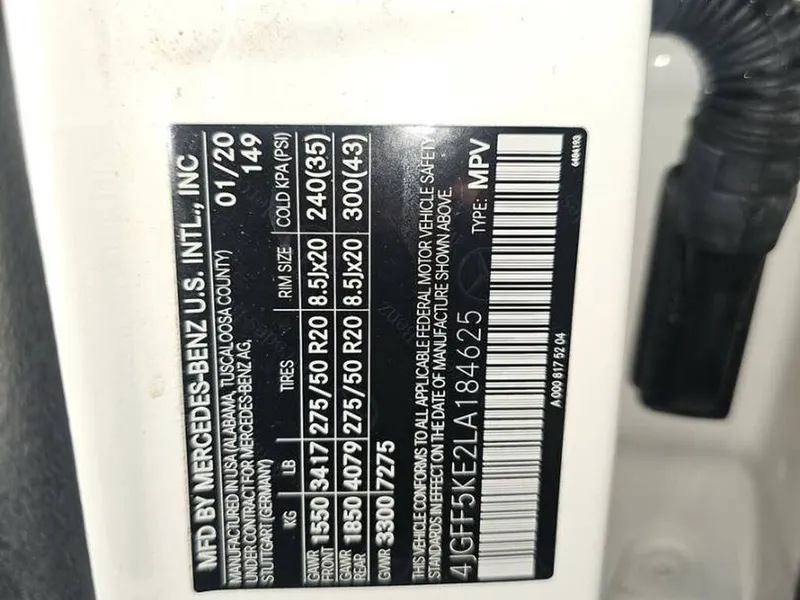 MFD BY MERCEDES-BENZ U.S. INTL., INC
MANUFACTURED IN USA (ALABAMA, TUSCALOOSA COUNTY) 01/20
UNDER CONTRACT FOR MERCEDES-BENZ AG, 149
STUTTGART (GERMANY)
KG LB TIRES RIM SIZE COLD KPA (PSI)
GAWR FRONT 1550 3417 275/50 R20 8.5Jx20 240(35)
GAWR REAR 1850 4079 275/50 R20 8.5Jx20 300(43)
GVWR 3300 7275
THIS VEHICLE CONFORMS TO ALL APPLICABLE FEDERAL MOTOR VEHICLE SAFETY
STANDARDS IN EFFECT ON THE DATE OF MANUFACTURE SHOWN ABOVE.
4JGFF5KE2LA184625 TYPE: MPV
A 000 817 52 04